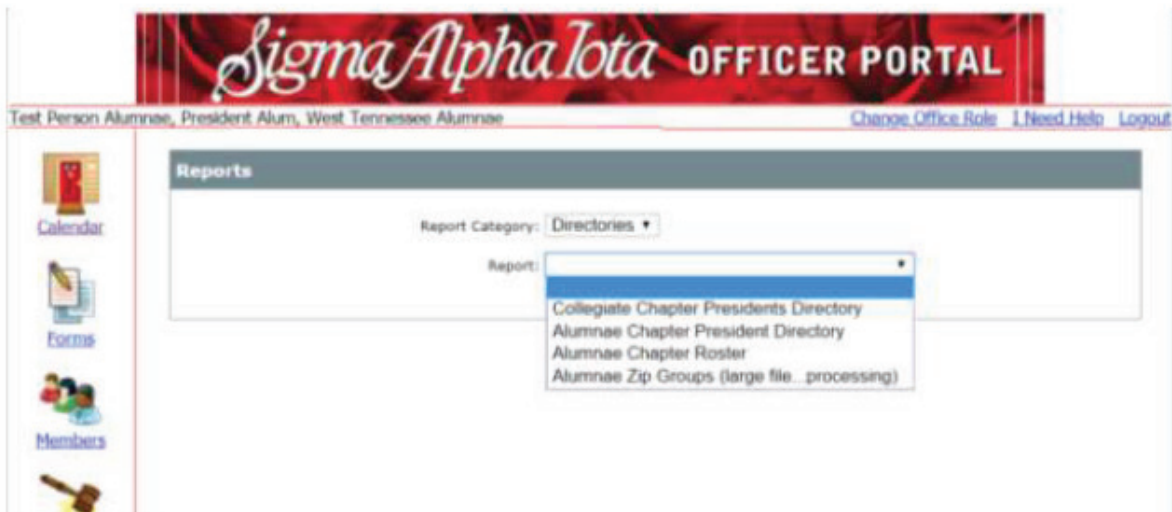 Sigma Alpha Iota OFFICER PORTAL
Test Person Alumnae, President Alum, West Tennessee Alumnae
Change Office Role I Need Help Logout
Calendar
Forms
Members
Reports
Report Category: Directories
Report:
Collegiate Chapter Presidents Directory
Alumnae Chapter President Directory
Alumnae Chapter Roster
Alumnae Zip Groups (large file...processing)